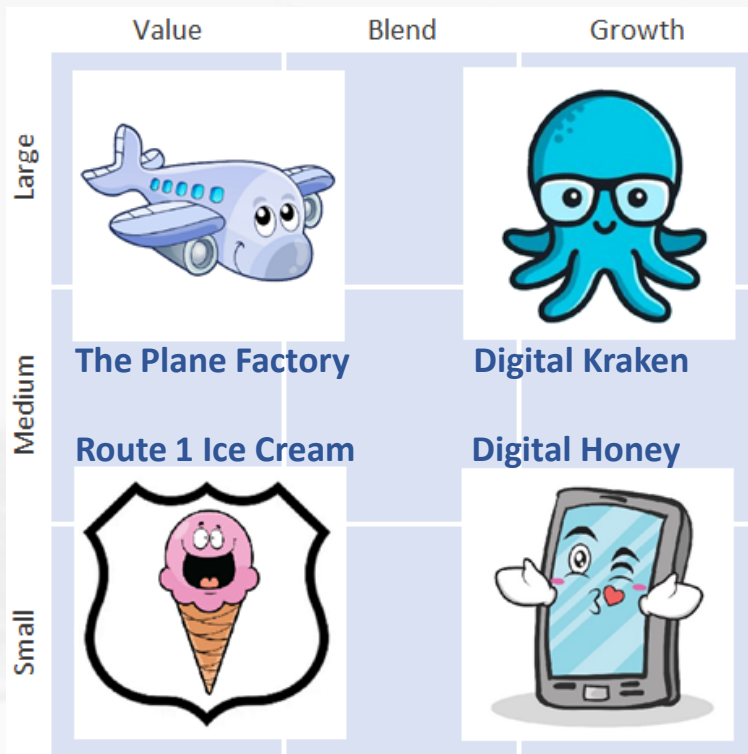 Value Blend Growth
Large
The Plane Factory Digital Kraken
Medium
Route 1 Ice Cream Digital Honey
Small